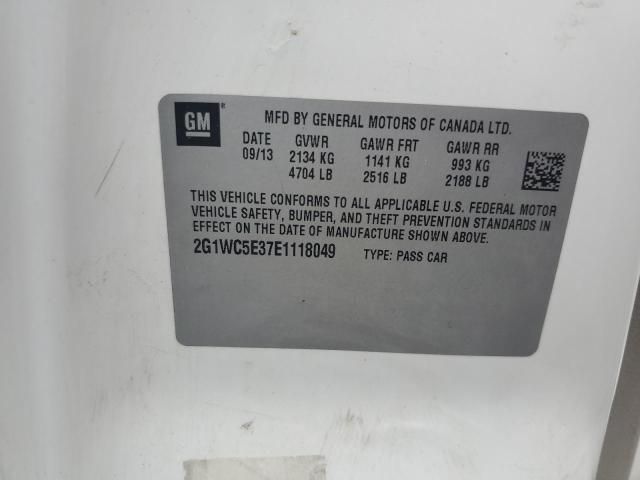 GM
MFD BY GENERAL MOTORS OF CANADA LTD.
DATE GVWR GAWR FRT GAWR RR
09/13 2134 KG 1141 KG 993 KG
4704 LB 2516 LB 2188 LB
THIS VEHICLE CONFORMS TO ALL APPLICABLE U.S. FEDERAL MOTOR
VEHICLE SAFETY, BUMPER, AND THEFT PREVENTION STANDARDS IN
EFFECT ON THE DATE OF MANUFACTURE SHOWN ABOVE.
2G1WC5E37E1118049 TYPE: PASS CAR